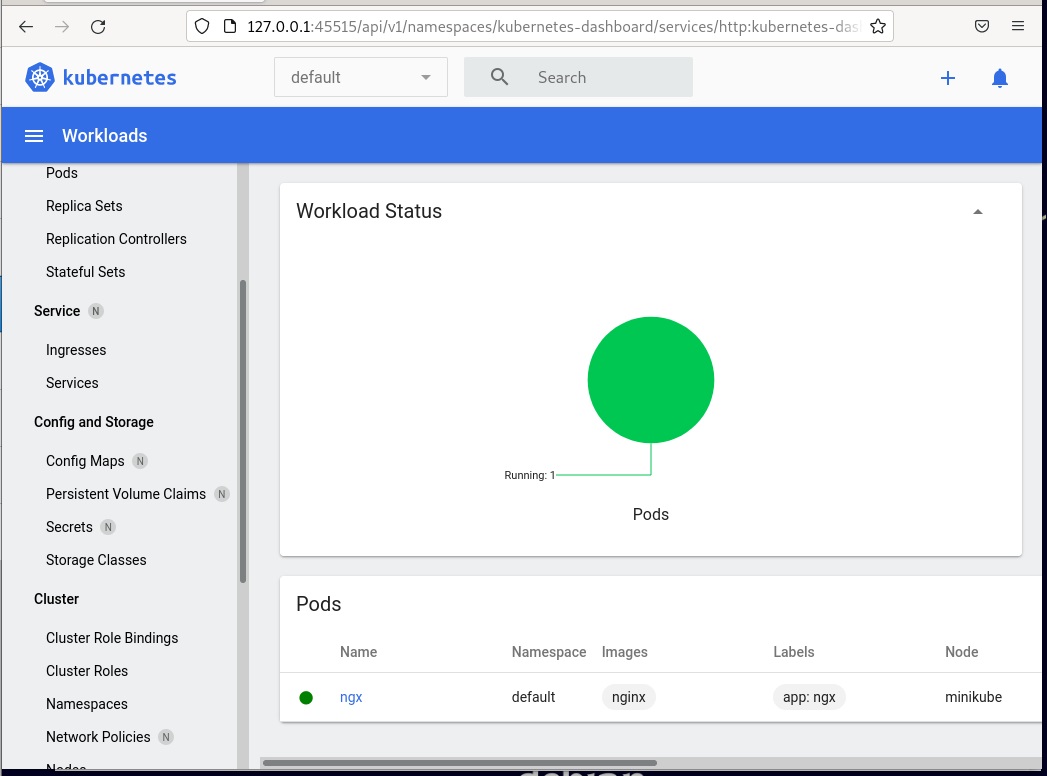 127.0.0.1:45515/api/v1/namespaces/kubernetes-dashboard/services/http:kubernetes-das
kubernetes
default
Search
Workloads
Pods
Replica Sets
Replication Controllers
Stateful Sets
Service N
Ingresses
Services
Config and Storage
Config Maps N
Persistent Volume Claims N
Secrets N
Storage Classes
Cluster
Cluster Role Bindings
Cluster Roles
Namespaces
Network Policies N
Nodes
Workload Status
Running: 1
Pods
Pods
Name Namespace Images Labels Node
ngx default nginx app: ngx minikube
debian